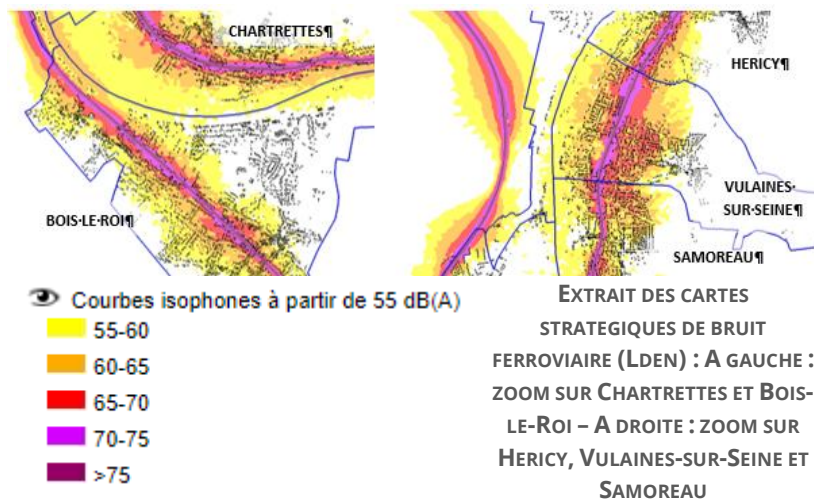 CHARTRETTES¶
BOIS·LE·ROI¶
HERICY¶
VULAINES·
SUR·SEINE¶
SAMOREAU¶
Courbes isophones à partir de 55 dB(A)
55-60
60-65
65-70
70-75
>75
EXTRAIT DES CARTES
STRATEGIQUES DE BRUIT
FERROVIAIRE (LDEN) : A GAUCHE :
ZOOM SUR CHARTRETTES ET BOIS-
LE-ROI – A DROITE : ZOOM SUR
HERICY, VULAINES-SUR-SEINE ET
SAMOREAU